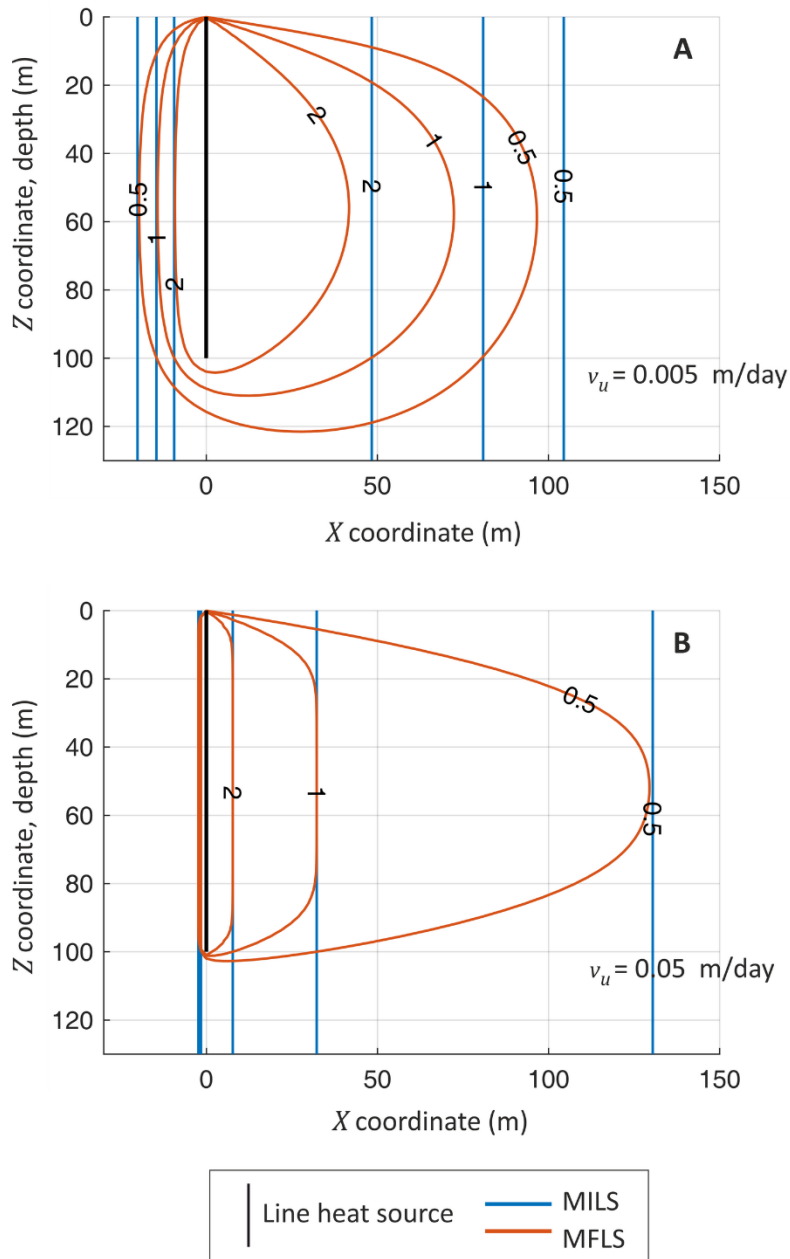 A
0
20
40
60
80
100
120
Z coordinate, depth (m)
2
1
0.5
0.5
1
2
2
1
0.5
v_u = 0.005 m/day
0 50 100 150
X coordinate (m)
B
0
20
40
60
80
100
120
Z coordinate, depth (m)
0.5
2
1
0.5
v_u = 0.05 m/day
0 50 100 150
X coordinate (m)
Line heat source
MILS
MFLS